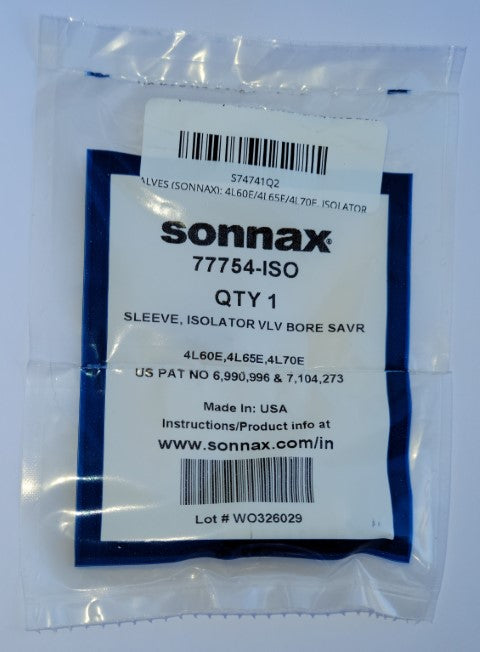 S74741Q2
ALVES (SONNAX): 4L60E/4L65E/4L70E, ISOLATOR
sonnax®
77754-ISO
QTY 1
SLEEVE, ISOLATOR VLV BORE SAVR
4L60E,4L65E,4L70E
US PAT NO 6,990,996 & 7,104,273
Made In: USA
Instructions/Product info at
www.sonnax.com/in
Lot # WO326029